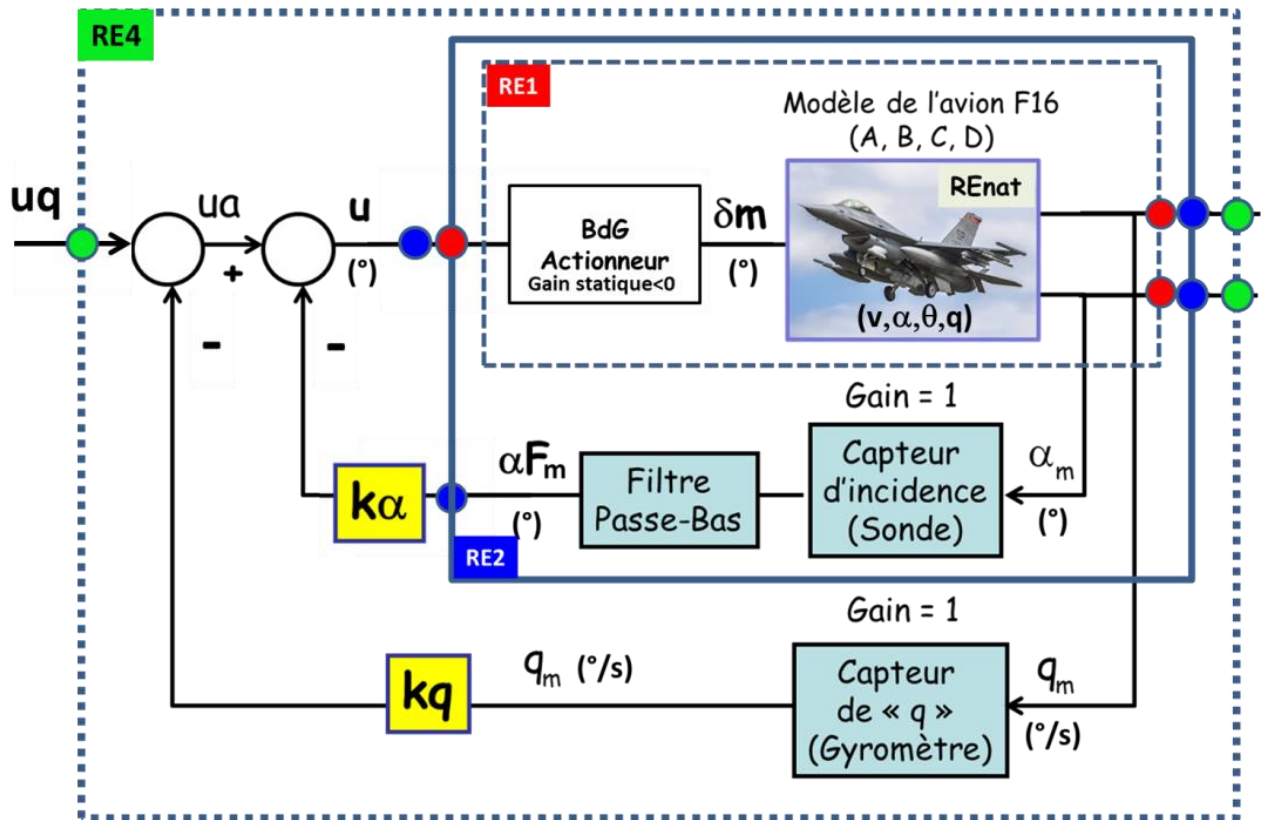 RE4
RE1
Modèle de l'avion F16
(A, B, C, D)
REnat
uq
ua
u
δm
+
(°)
BdG
Actionneur
Gain statique<0
(°)
(v,α,θ,q)
-
-
Gain = 1
kα
αFm
(°)
Filtre
Passe-Bas
Capteur
d'incidence
(Sonde)
αm
(°)
RE2
Gain = 1
kq
qm (°/s)
Capteur
de « q »
(Gyromètre)
qm
(°/s)